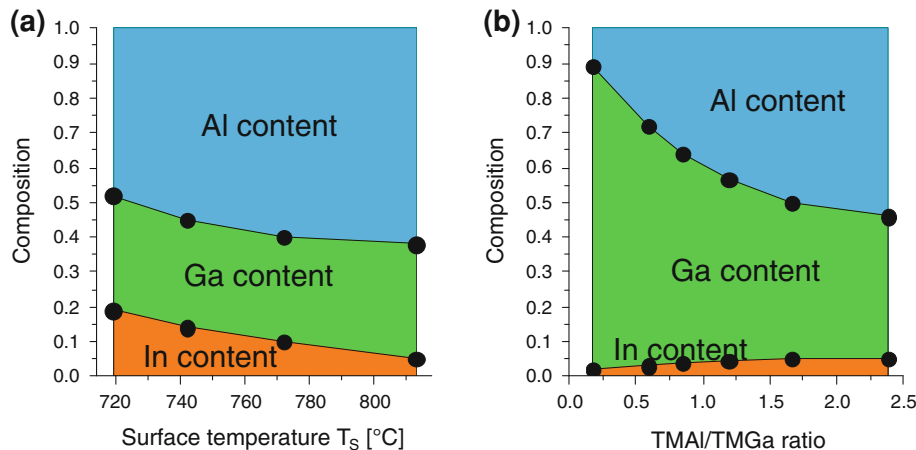 (a)
Composition
1.0
0.9
0.8
0.7
0.6
0.5
0.4
0.3
0.2
0.1
0.0
Al content
Ga content
In content
720 740 760 780 800
Surface temperature T_S [°C]
(b)
Composition
1.0
0.9
0.8
0.7
0.6
0.5
0.4
0.3
0.2
0.1
0.0
Al content
Ga content
In content
0.0 0.5 1.0 1.5 2.0 2.5
TMAl/TMGa ratio